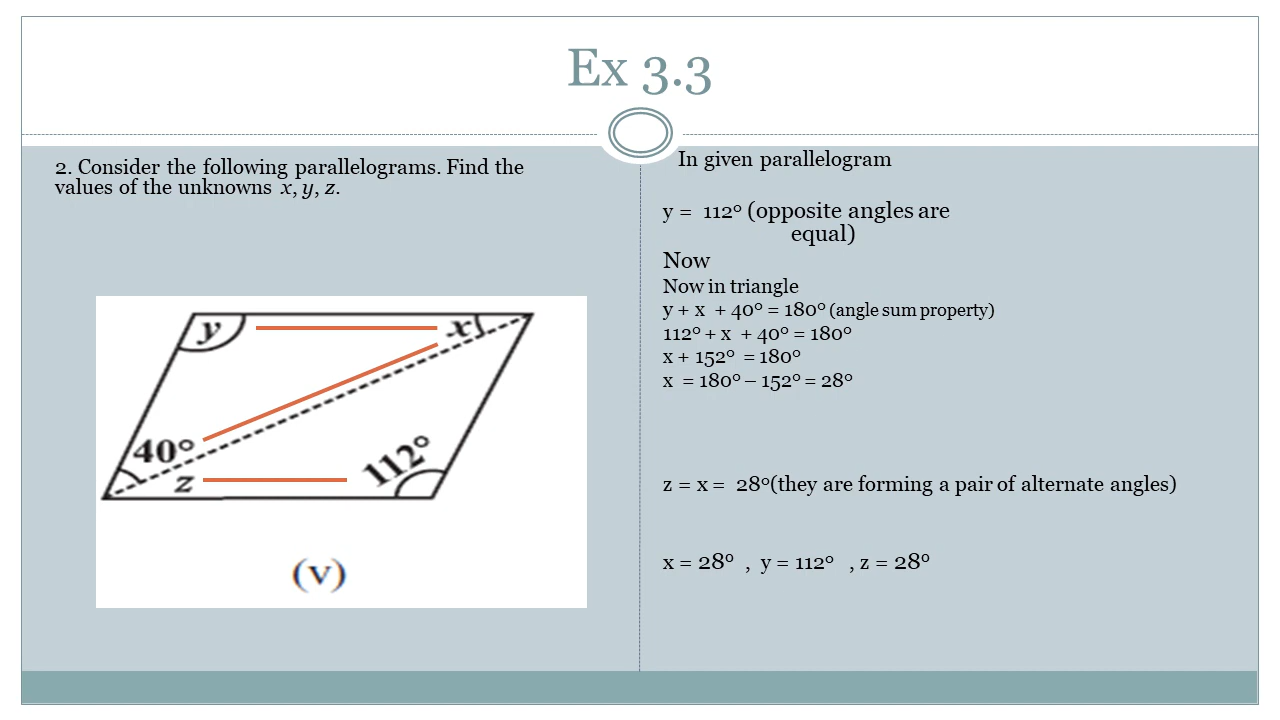 Ex 3.3
2. Consider the following parallelograms. Find the
values of the unknowns x, y, z.
y
x
40°
z
112°
(v)
In given parallelogram
y = 112° (opposite angles are
equal)
Now
Now in triangle
y + x + 40° = 180° (angle sum property)
112° + x + 40° = 180°
x + 152° = 180°
x = 180° – 152° = 28°
z = x = 28°(they are forming a pair of alternate angles)
x = 28° , y = 112° , z = 28°